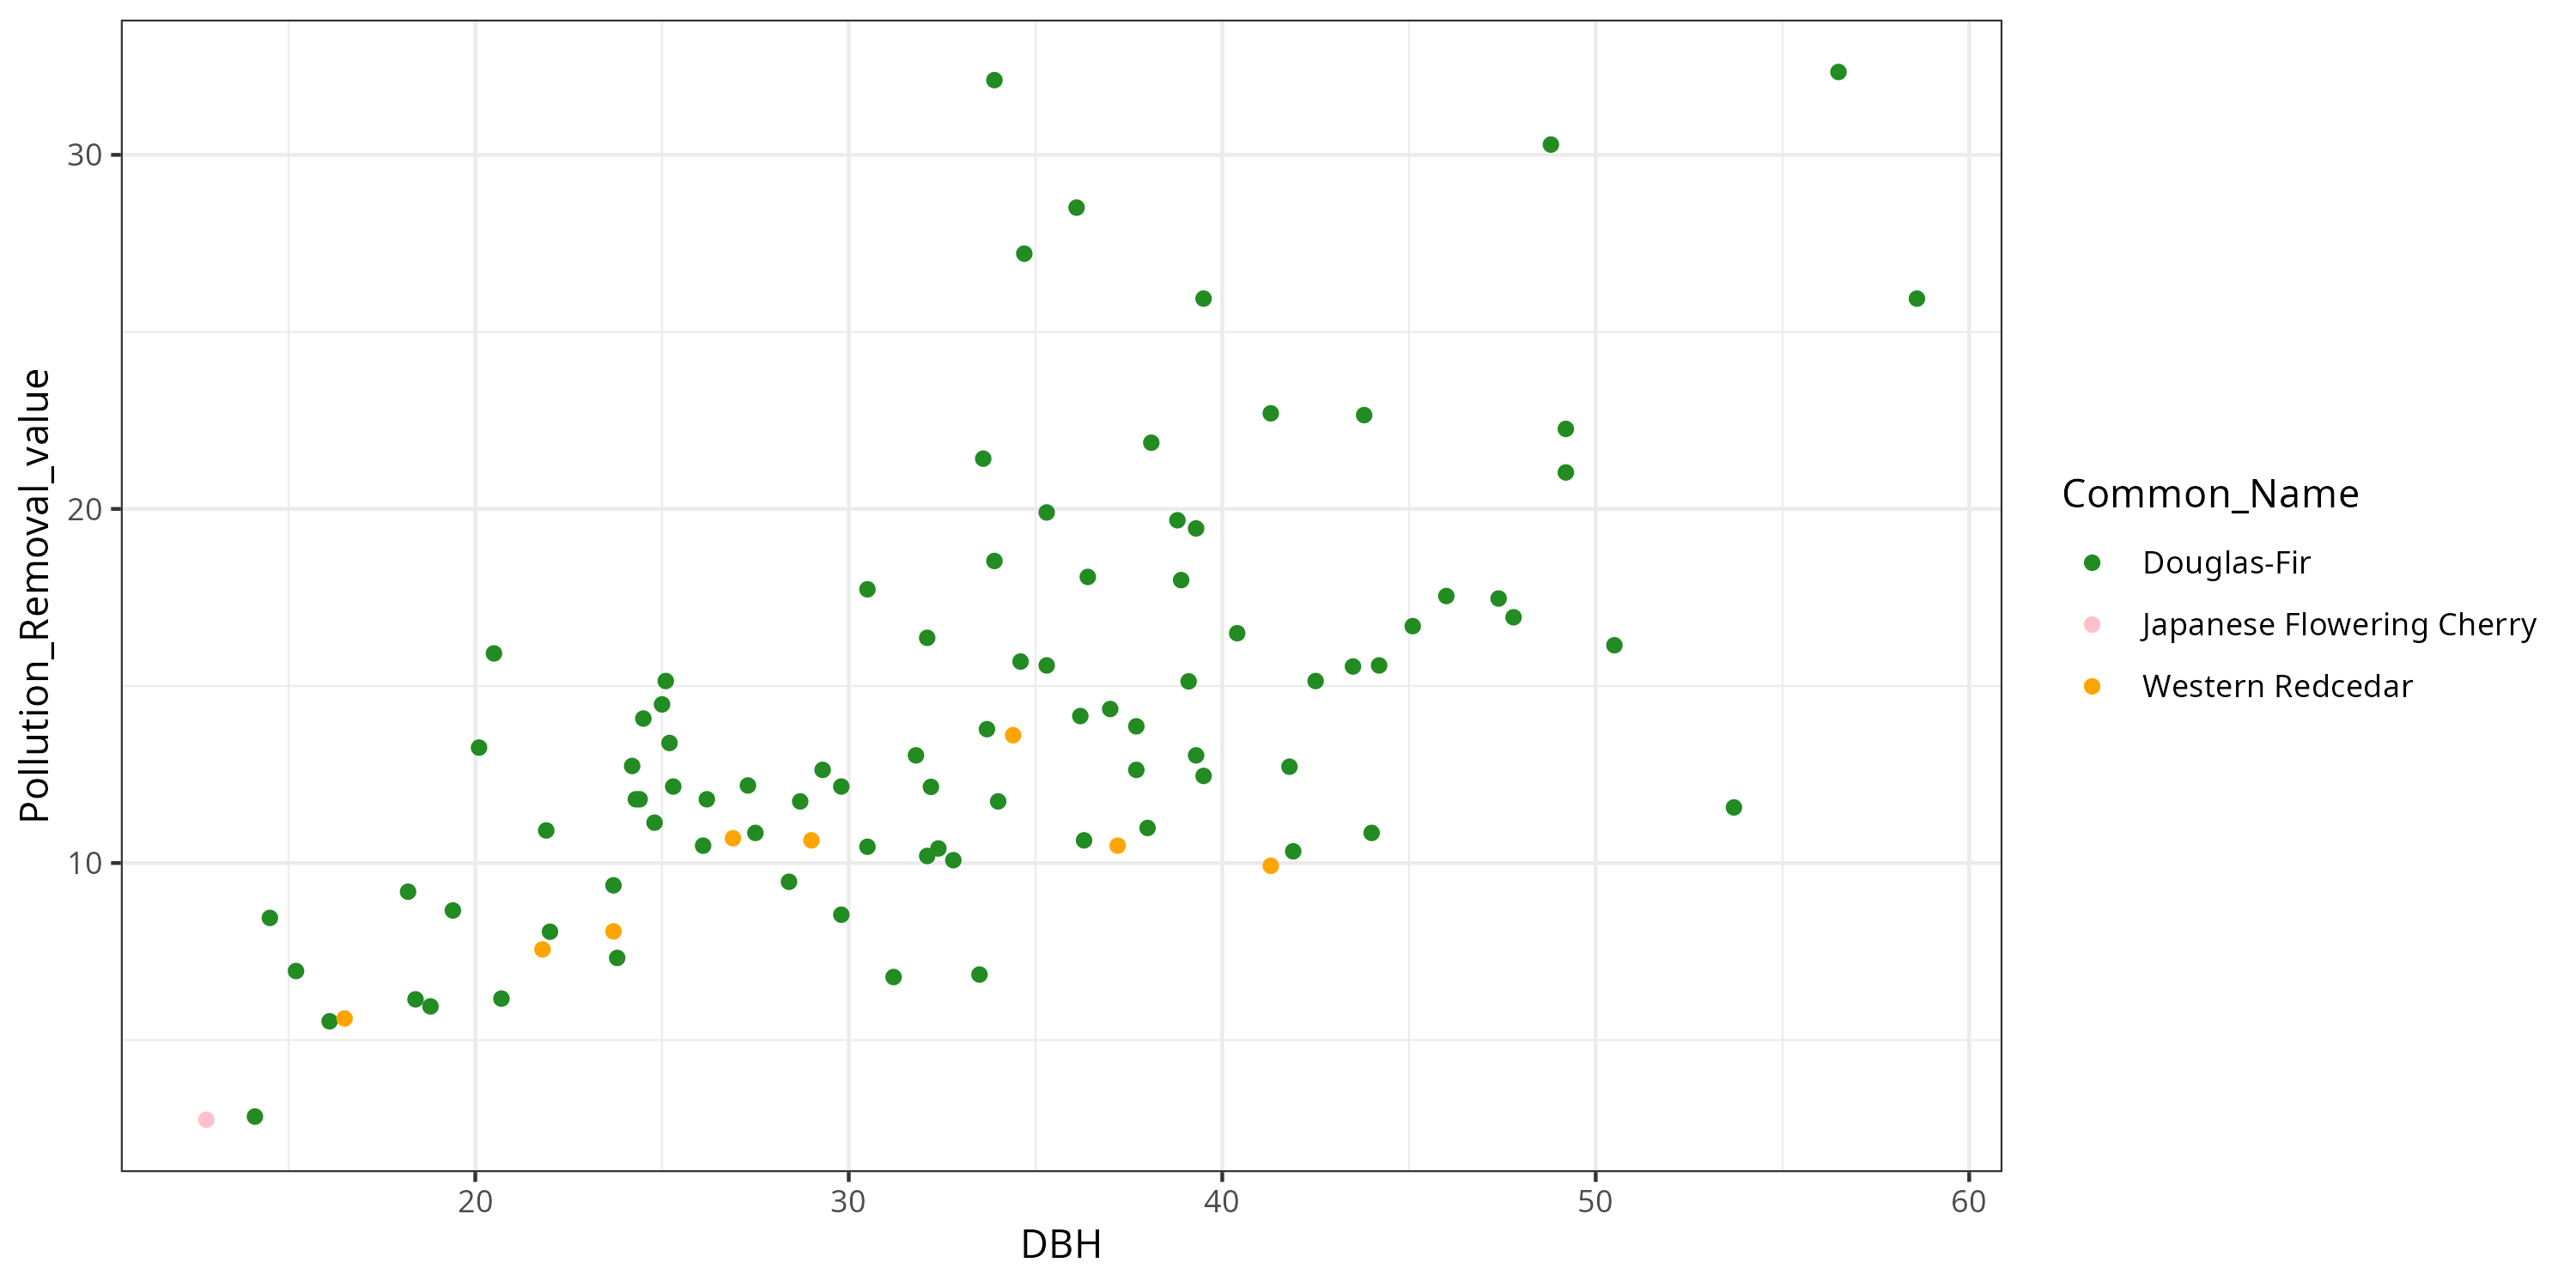 30
20
10
Pollution_Removal_value
20 30 40 50 60
DBH
Common_Name
Douglas-Fir
Japanese Flowering Cherry
Western Redcedar